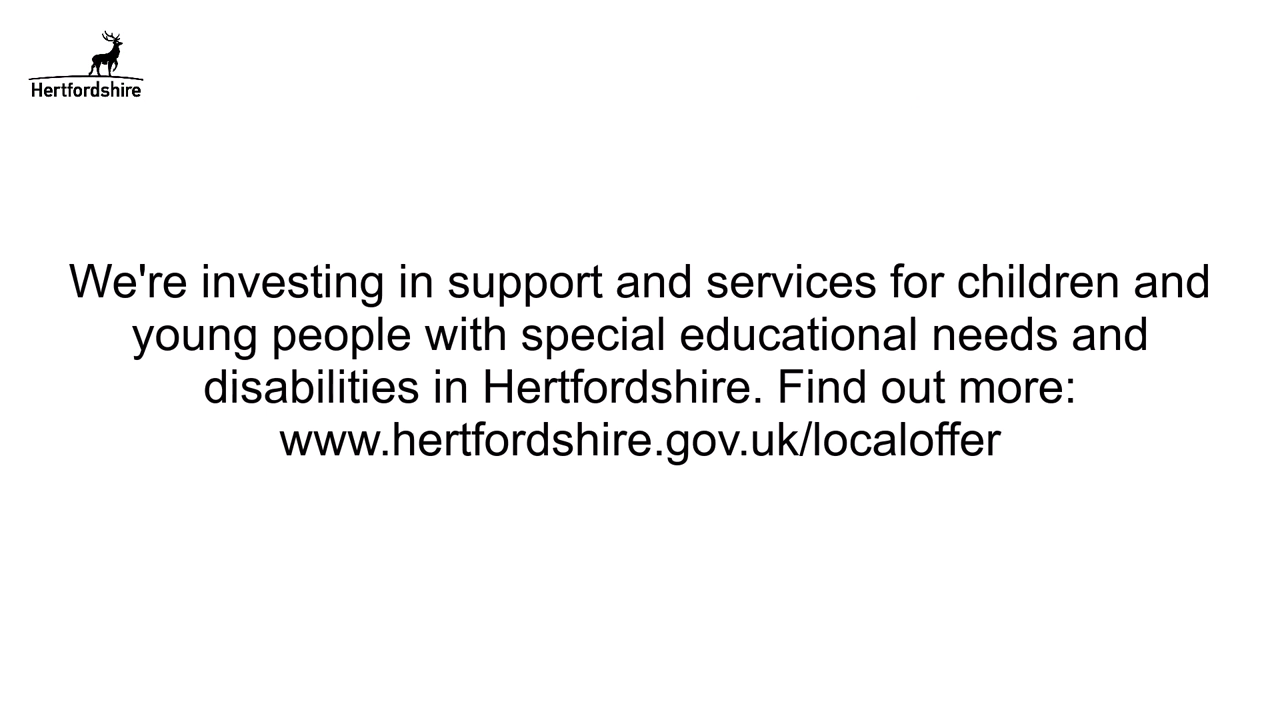 Hertfordshire
We're investing in support and services for children and
young people with special educational needs and
disabilities in Hertfordshire. Find out more:
www.hertfordshire.gov.uk/localoffer